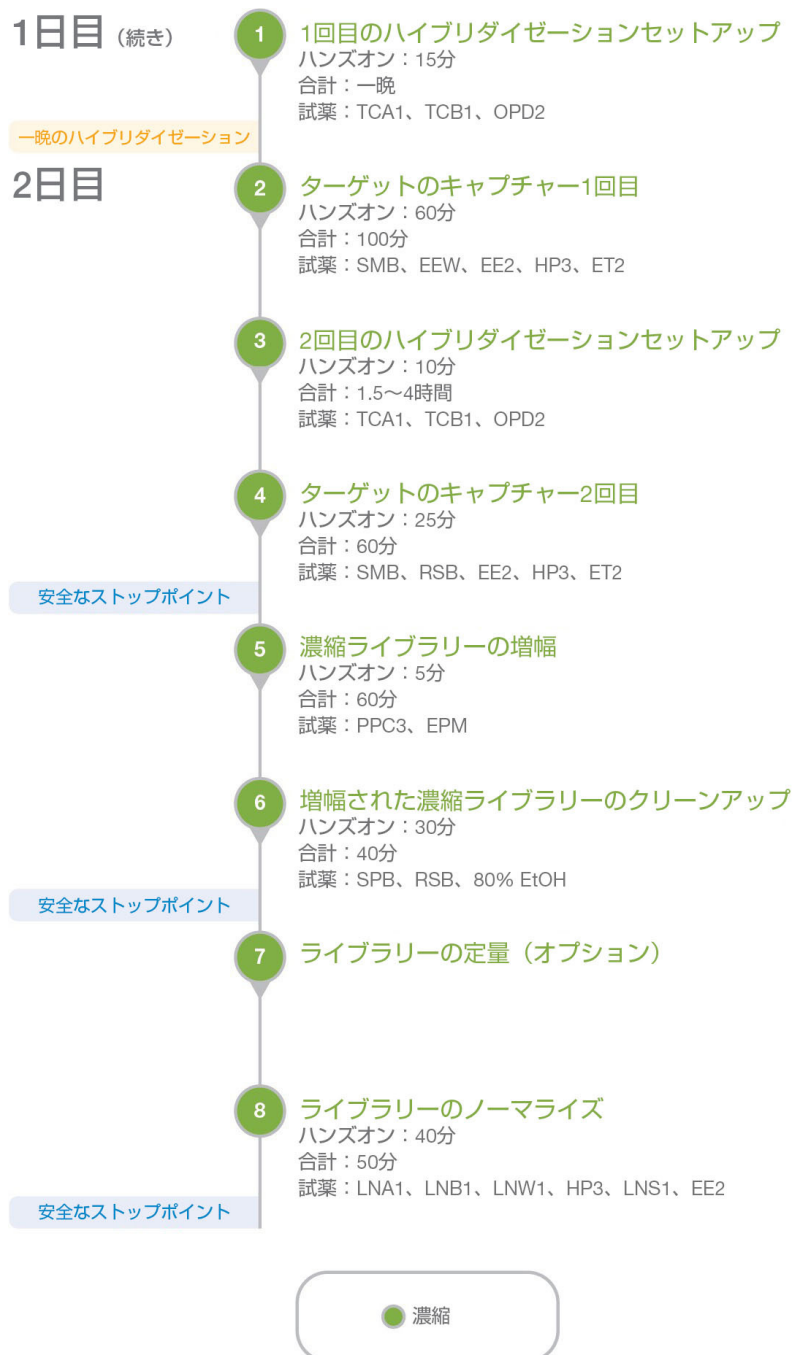 1日目（続き）
1
1回目のハイブリダイゼーションセットアップ
ハンズオン：15分
合計：一晩
試薬：TCA1、TCB1、OPD2
一晩のハイブリダイゼーション
2日目
2
ターゲットのキャプチャー1回目
ハンズオン：60分
合計：100分
試薬：SMB、EEW、EE2、HP3、ET2
3
2回目のハイブリダイゼーションセットアップ
ハンズオン：10分
合計：1.5～4時間
試薬：TCA1、TCB1、OPD2
4
ターゲットのキャプチャー2回目
ハンズオン：25分
合計：60分
試薬：SMB、RSB、EE2、HP3、ET2
安全なストップポイント
5
濃縮ライブラリーの増幅
ハンズオン：5分
合計：60分
試薬：PPC3、EPM
6
増幅された濃縮ライブラリーのクリーンアップ
ハンズオン：30分
合計：40分
試薬：SPB、RSB、80% EtOH
安全なストップポイント
7
ライブラリーの定量（オプション）
8
ライブラリーのノーマライズ
ハンズオン：40分
合計：50分
試薬：LNA1、LNB1、LNW1、HP3、LNS1、EE2
安全なストップポイント
濃縮